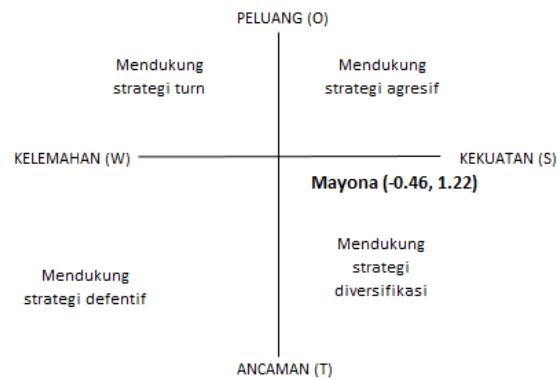 PELUANG (O)
Mendukung
strategi turn
Mendukung
strategi agresif
KELEMAHAN (W)
KEKUATAN (S)
Mayona (-0.46, 1.22)
Mendukung
strategi
diversifikasi
Mendukung
strategi defentif
ANCAMAN (T)